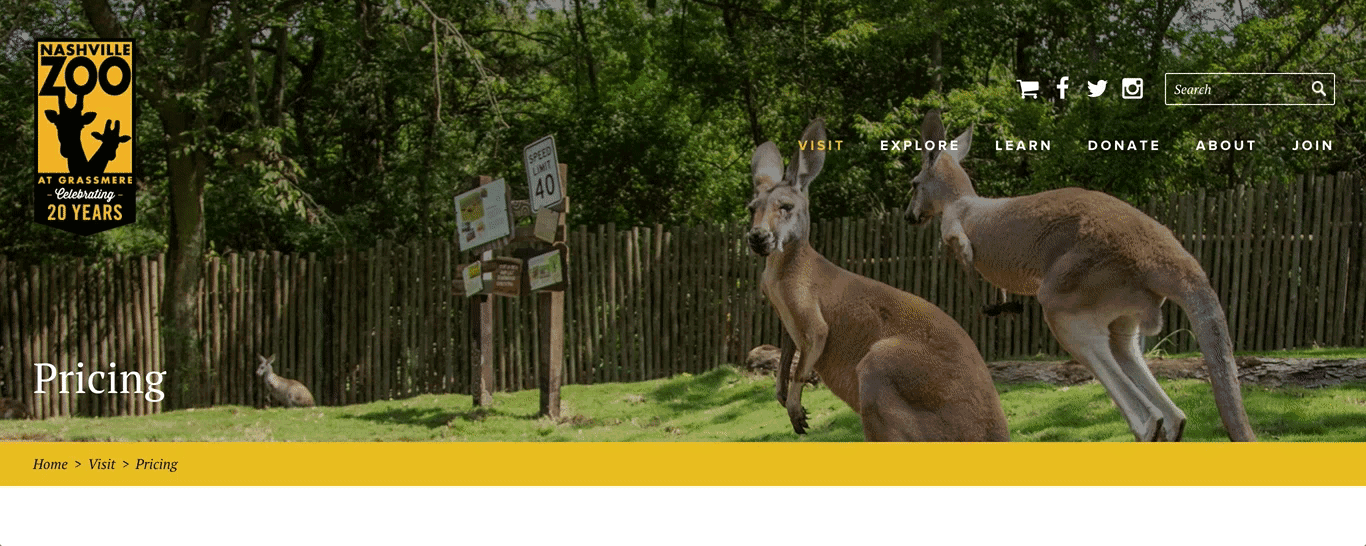 NASHVILLE
ZOO
AT GRASSMERE
- Celebrating -
20 YEARS
Search
VISIT EXPLORE LEARN DONATE ABOUT JOIN
SPEED
LIMIT
40
Pricing
Home > Visit > Pricing